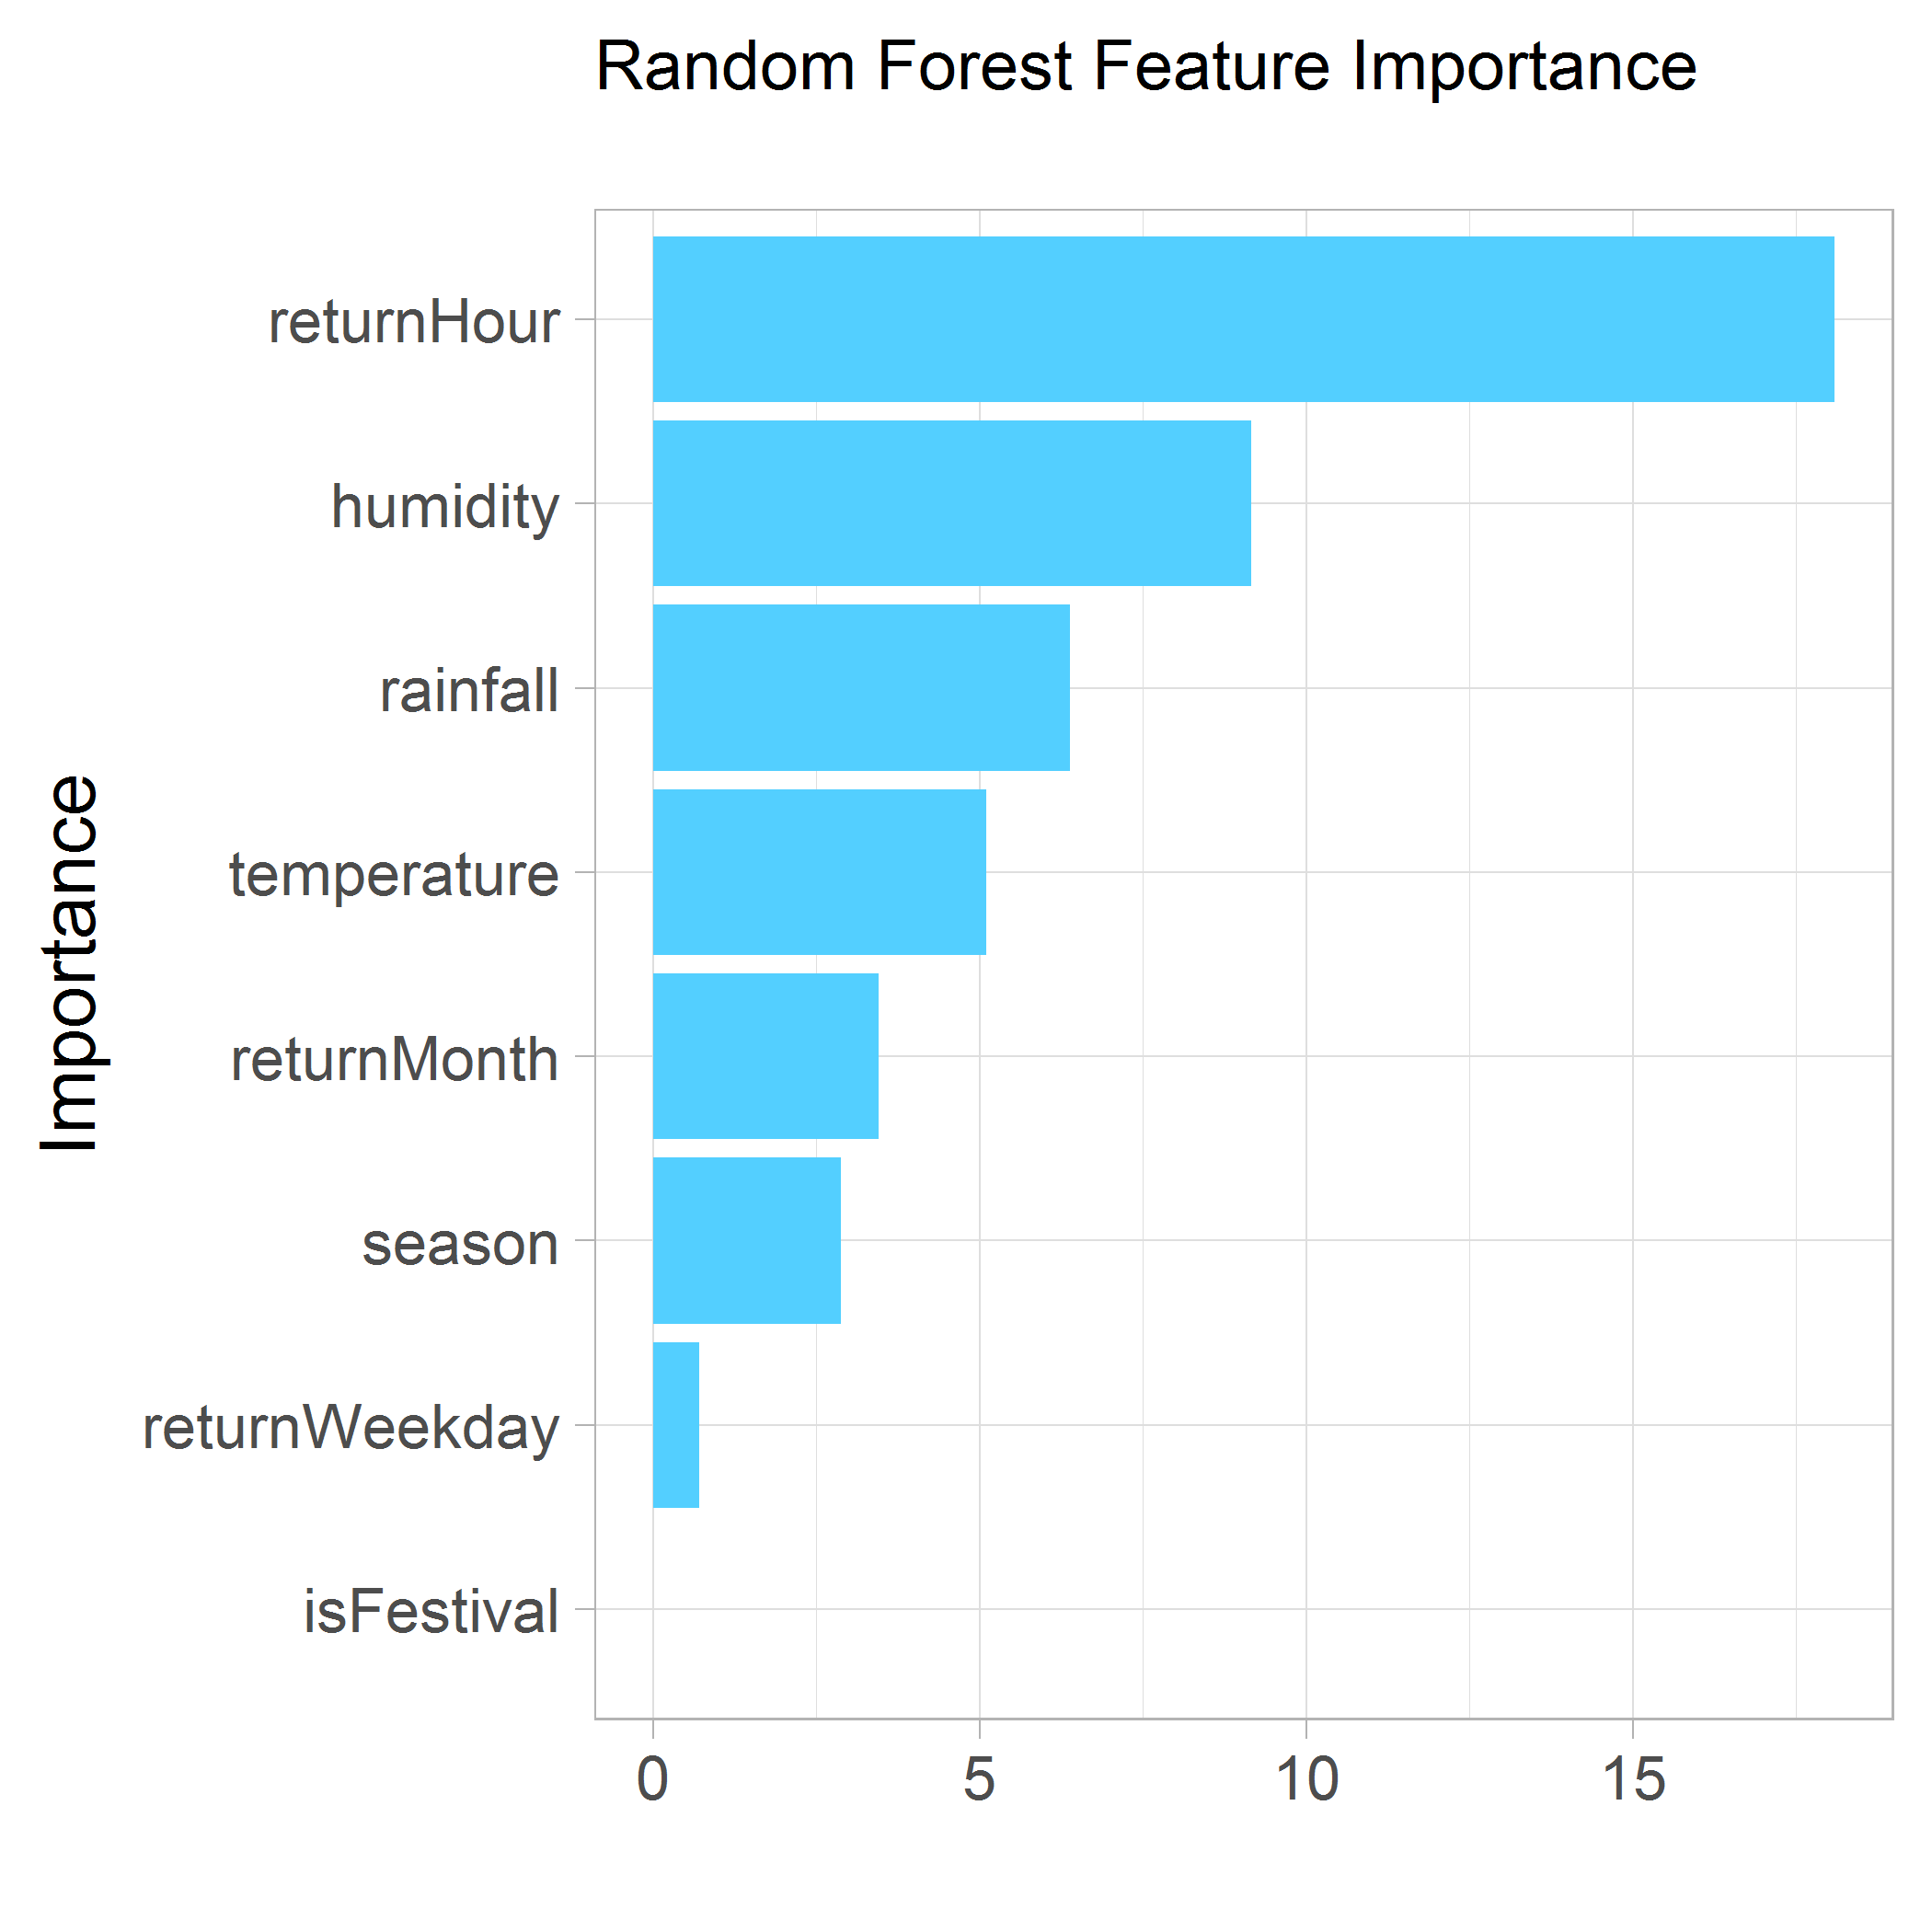 Random Forest Feature Importance
Importance
returnHour
humidity
rainfall
temperature
returnMonth
season
returnWeekday
isFestival
0 5 10 15